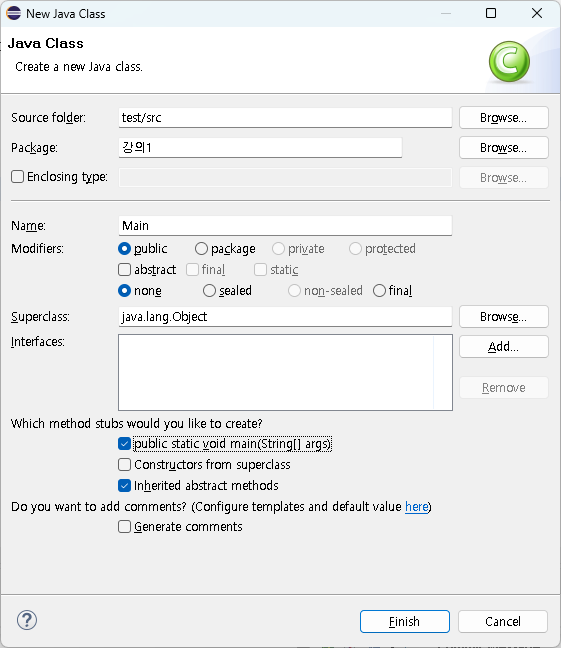 New Java Class
Java Class
Create a new Java class.
Source folder: test/src Browse...
Package: 강의1 Browse...
Enclosing type: Browse...
Name: Main
Modifiers: public package private protected
abstract final static
none sealed non-sealed final
Superclass: java.lang.Object Browse...
Interfaces: Add...
Remove
Which method stubs would you like to create?
public static void main(String[] args)
Constructors from superclass
Inherited abstract methods
Do you want to add comments? (Configure templates and default value here)
Generate comments
Finish Cancel